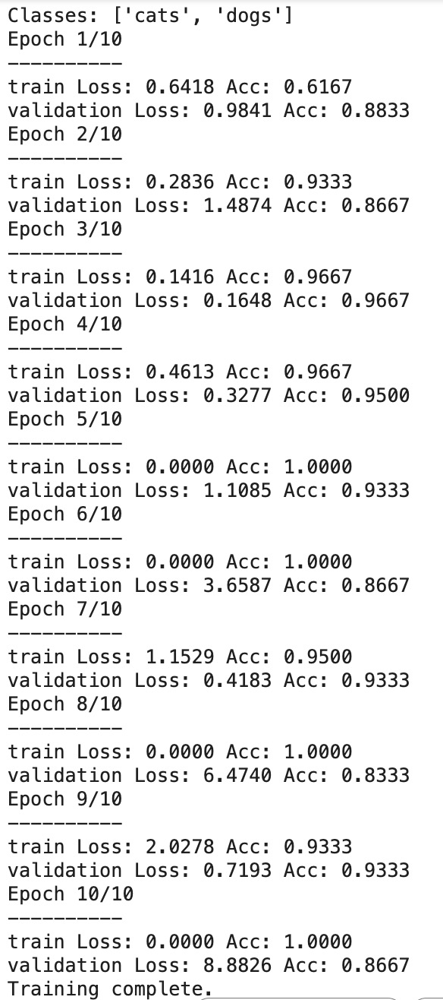 Classes: ['cats', 'dogs']
Epoch 1/10
----------
train Loss: 0.6418 Acc: 0.6167
validation Loss: 0.9841 Acc: 0.8833
Epoch 2/10
----------
train Loss: 0.2836 Acc: 0.9333
validation Loss: 1.4874 Acc: 0.8667
Epoch 3/10
----------
train Loss: 0.1416 Acc: 0.9667
validation Loss: 0.1648 Acc: 0.9667
Epoch 4/10
----------
train Loss: 0.4613 Acc: 0.9667
validation Loss: 0.3277 Acc: 0.9500
Epoch 5/10
----------
train Loss: 0.0000 Acc: 1.0000
validation Loss: 1.1085 Acc: 0.9333
Epoch 6/10
----------
train Loss: 0.0000 Acc: 1.0000
validation Loss: 3.6587 Acc: 0.8667
Epoch 7/10
----------
train Loss: 1.1529 Acc: 0.9500
validation Loss: 0.4183 Acc: 0.9333
Epoch 8/10
----------
train Loss: 0.0000 Acc: 1.0000
validation Loss: 6.4740 Acc: 0.8333
Epoch 9/10
----------
train Loss: 2.0278 Acc: 0.9333
validation Loss: 0.7193 Acc: 0.9333
Epoch 10/10
----------
train Loss: 0.0000 Acc: 1.0000
validation Loss: 8.8826 Acc: 0.8667
Training complete.